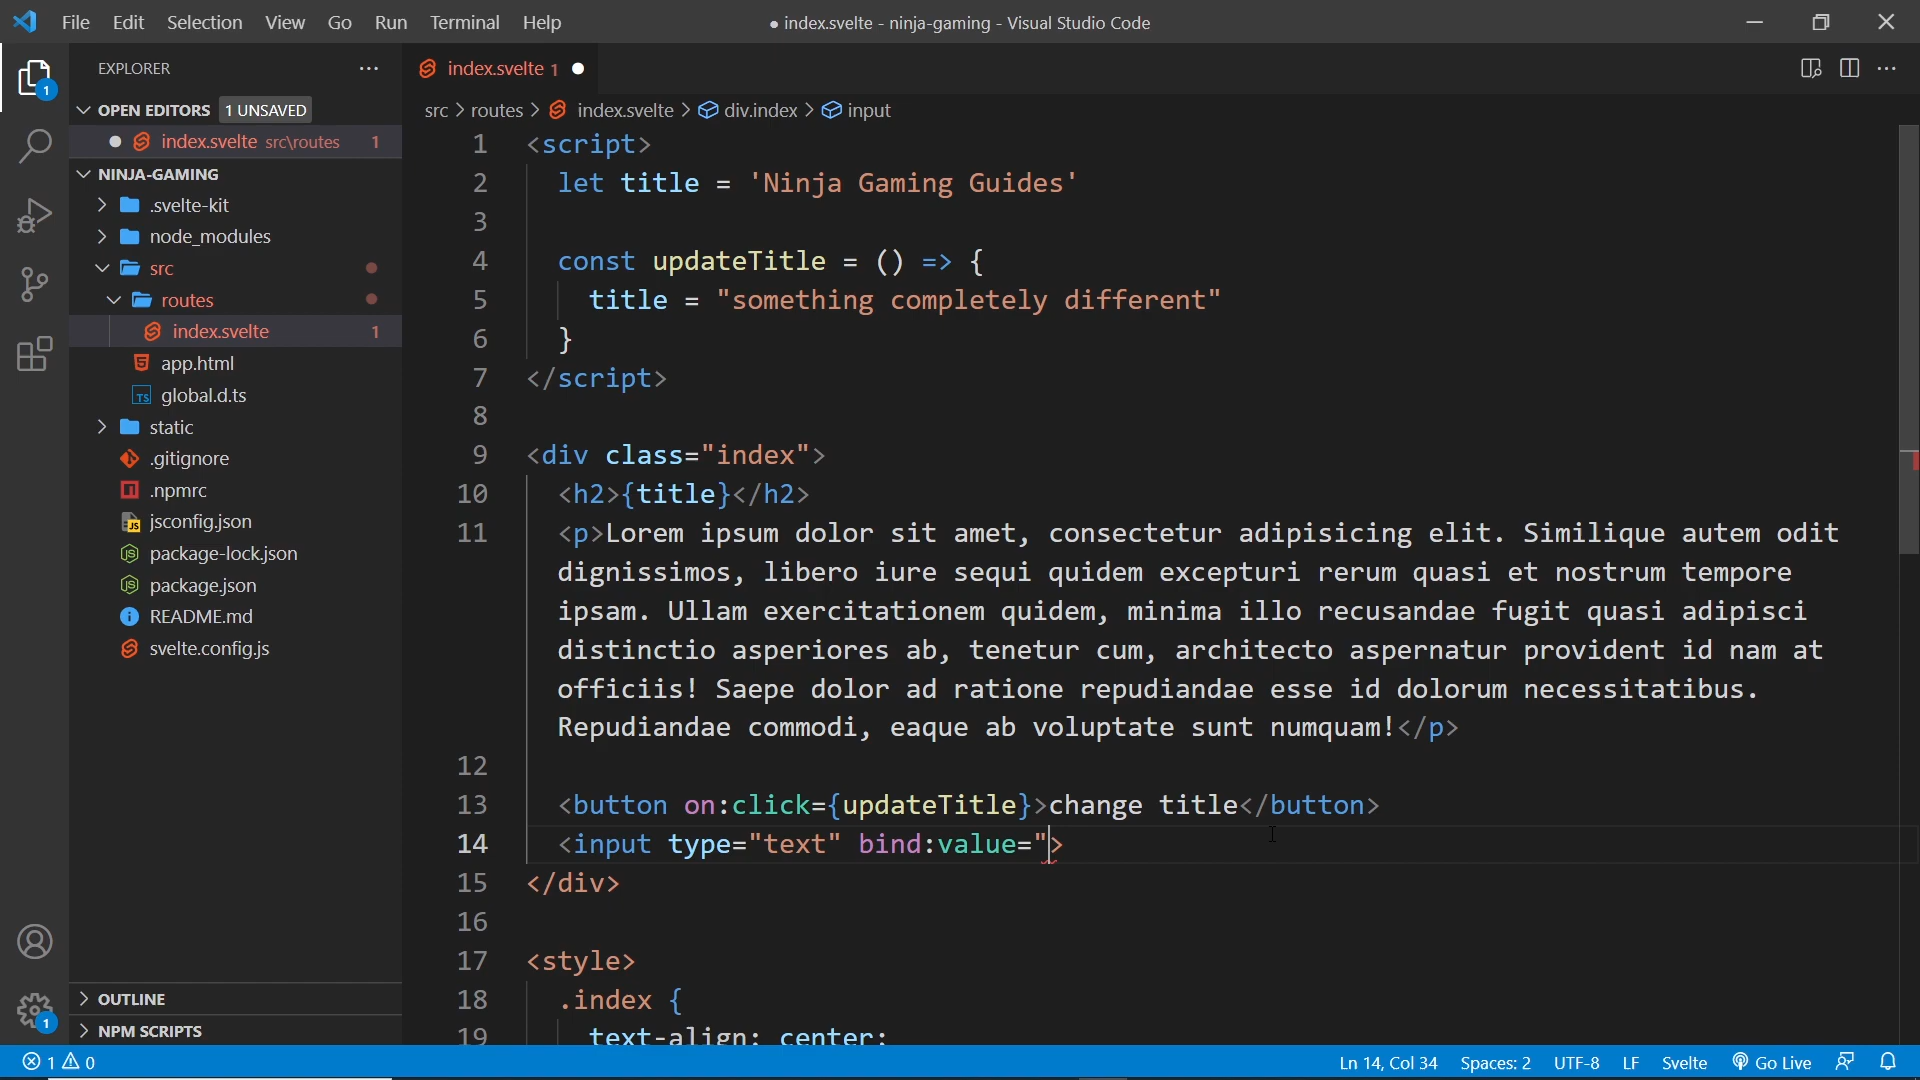 File Edit Selection View Go Run Terminal Help
● index.svelte - ninja-gaming - Visual Studio Code
EXPLORER
OPEN EDITORS 1 UNSAVED
index.svelte src\routes 1
NINJA-GAMING
.svelte-kit
node_modules
src
routes
index.svelte 1
app.html
global.d.ts
static
.gitignore
.npmrc
jsconfig.json
package-lock.json
package.json
README.md
svelte.config.js
OUTLINE
NPM SCRIPTS
1
1
index.svelte 1
src > routes > index.svelte > div.index > input
1 <script>
2 let title = 'Ninja Gaming Guides'
3
4 const updateTitle = () => {
5 title = "something completely different"
6 }
7 </script>
8
9 <div class="index">
10 <h2>{title}</h2>
11 <p>Lorem ipsum dolor sit amet, consectetur adipisicing elit. Similique autem odit
dignissimos, libero iure sequi quidem excepturi rerum quasi et nostrum tempore
ipsam. Ullam exercitationem quidem, minima illo recusandae fugit quasi adipisci
distinctio asperiores ab, tenetur cum, architecto aspernatur provident id nam at
officiis! Saepe dolor ad ratione repudiandae esse id dolorum necessitatibus.
Repudiandae commodi, eaque ab voluptate sunt numquam!</p>
12
13 <button on:click={updateTitle}>change title</button>
14 <input type="text" bind:value=">
15 </div>
16
17 <style>
18 .index {
19 text-align: center;
1 0
Ln 14, Col 34 Spaces: 2 UTF-8 LF Svelte Go Live